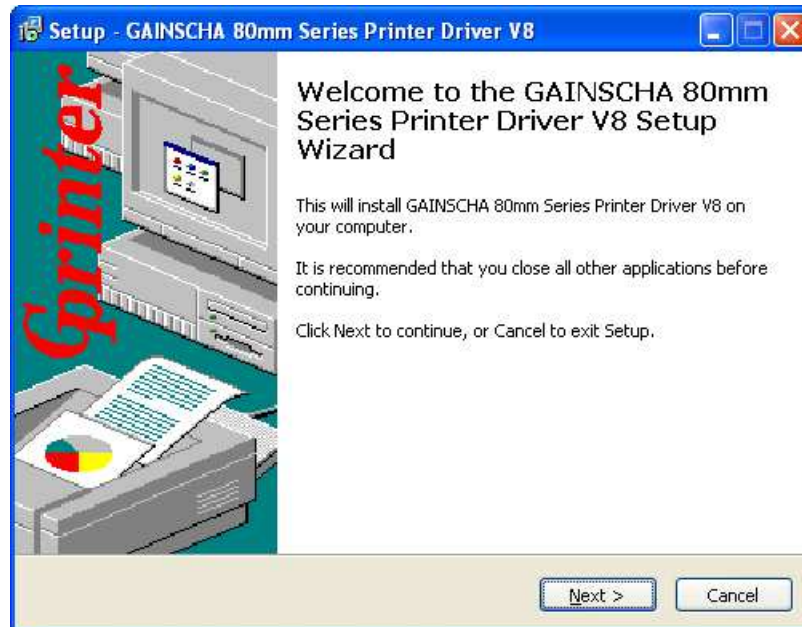 Setup - GAINSCHA 80mm Series Printer Driver V8
Gprinter
Welcome to the GAINSCHA 80mm
Series Printer Driver V8 Setup
Wizard
This will install GAINSCHA 80mm Series Printer Driver V8 on
your computer.
It is recommended that you close all other applications before
continuing.
Click Next to continue, or Cancel to exit Setup.
Next >
Cancel